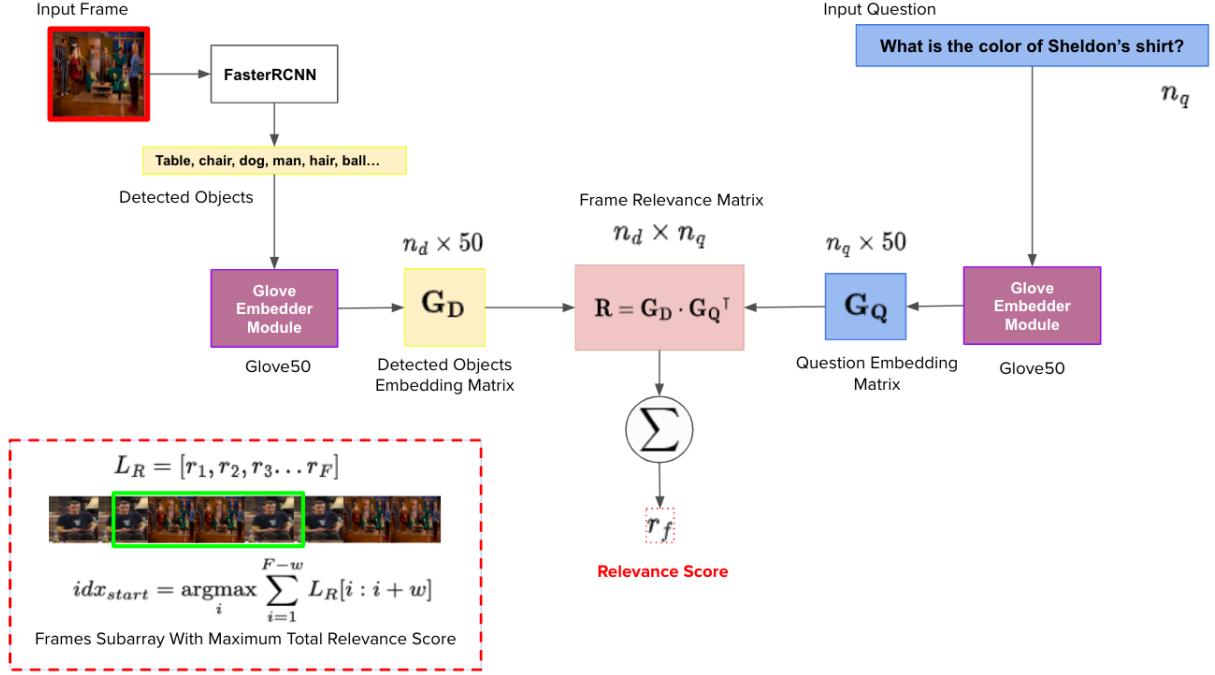 Input Frame
Input Question
What is the color of Sheldon's shirt?
n_q
FasterRCNN
Table, chair, dog, man, hair, ball...
Detected Objects
Frame Relevance Matrix
n_d × 50
n_d × n_q
n_q × 50
Glove
Embedder
Module
G_D
R = G_D · G_Q^⊺
G_Q
Glove
Embedder
Module
Glove50
Detected Objects
Embedding Matrix
Question Embedding
Matrix
Glove50
∑
r_f
Relevance Score
L_R = [r_1, r_2, r_3... r_F]
idx_{start} = argmax_i ∑_{i=1}^{F-w} L_R[i : i + w]
Frames Subarray With Maximum Total Relevance Score